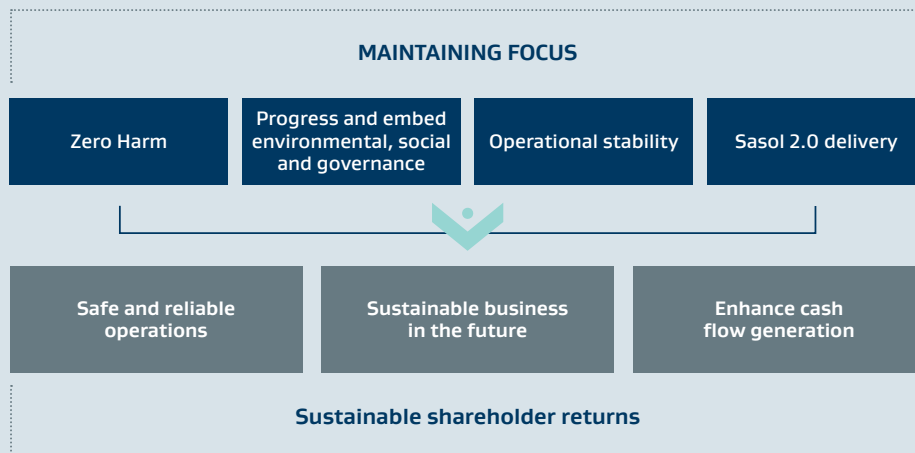 MAINTAINING FOCUS
Zero Harm
Progress and embed
environmental, social
and governance
Operational stability
Sasol 2.0 delivery
Safe and reliable
operations
Sustainable business
in the future
Enhance cash
flow generation
Sustainable shareholder returns